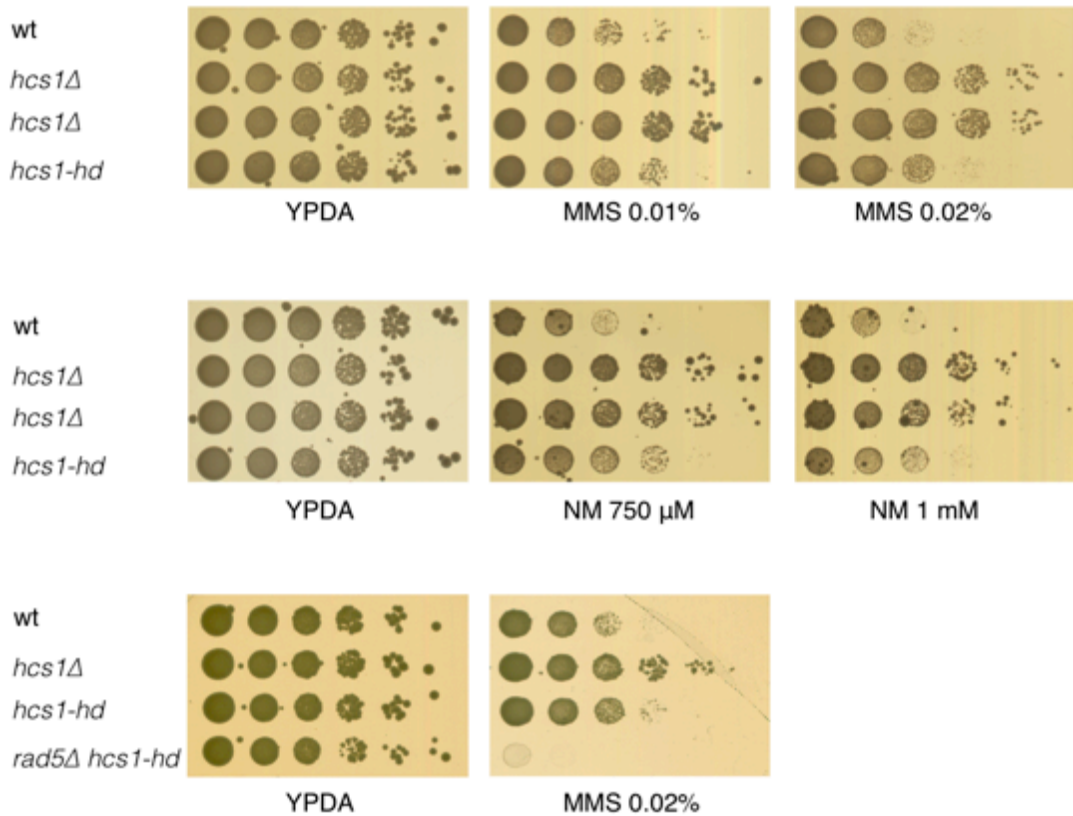 wt
hcs1Δ
hcs1Δ
hcs1-hd
YPDA MMS 0.01% MMS 0.02%
wt
hcs1Δ
hcs1Δ
hcs1-hd
YPDA NM 750 µM NM 1 mM
wt
hcs1Δ
hcs1-hd
rad5Δ hcs1-hd
YPDA MMS 0.02%